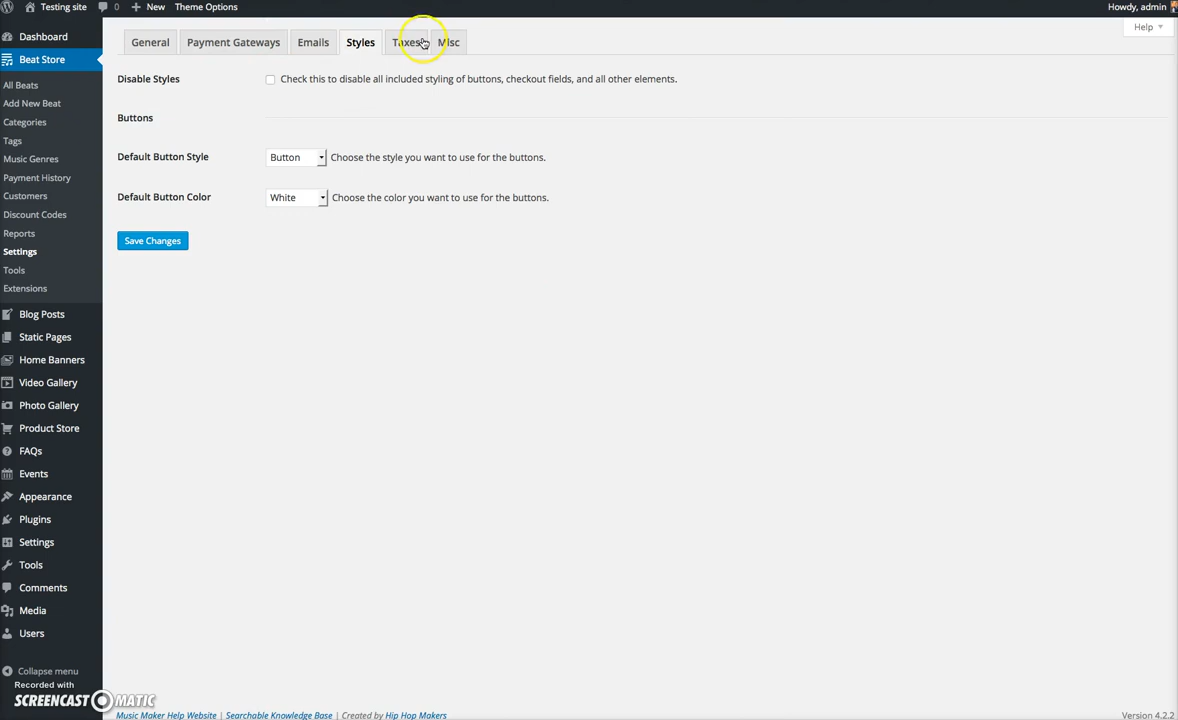 Testing site 0 New Theme Options Howdy, admin
Help
General Payment Gateways Emails Styles Taxes Misc
Disable Styles Check this to disable all included styling of buttons, checkout fields, and all other elements.
Buttons
Default Button Style Button Choose the style you want to use for the buttons.
Default Button Color White Choose the color you want to use for the buttons.
Save Changes
Dashboard
Beat Store
All Beats
Add New Beat
Categories
Tags
Music Genres
Payment History
Customers
Discount Codes
Reports
Settings
Tools
Extensions
Blog Posts
Static Pages
Home Banners
Video Gallery
Photo Gallery
Product Store
FAQs
Events
Appearance
Plugins
Settings
Tools
Comments
Media
Users
Collapse menu
Recorded with
SCREENCAST O MATIC
Music Maker Help Website | Searchable Knowledge Base | Created by Hip Hop Makers
Version 4.2.2